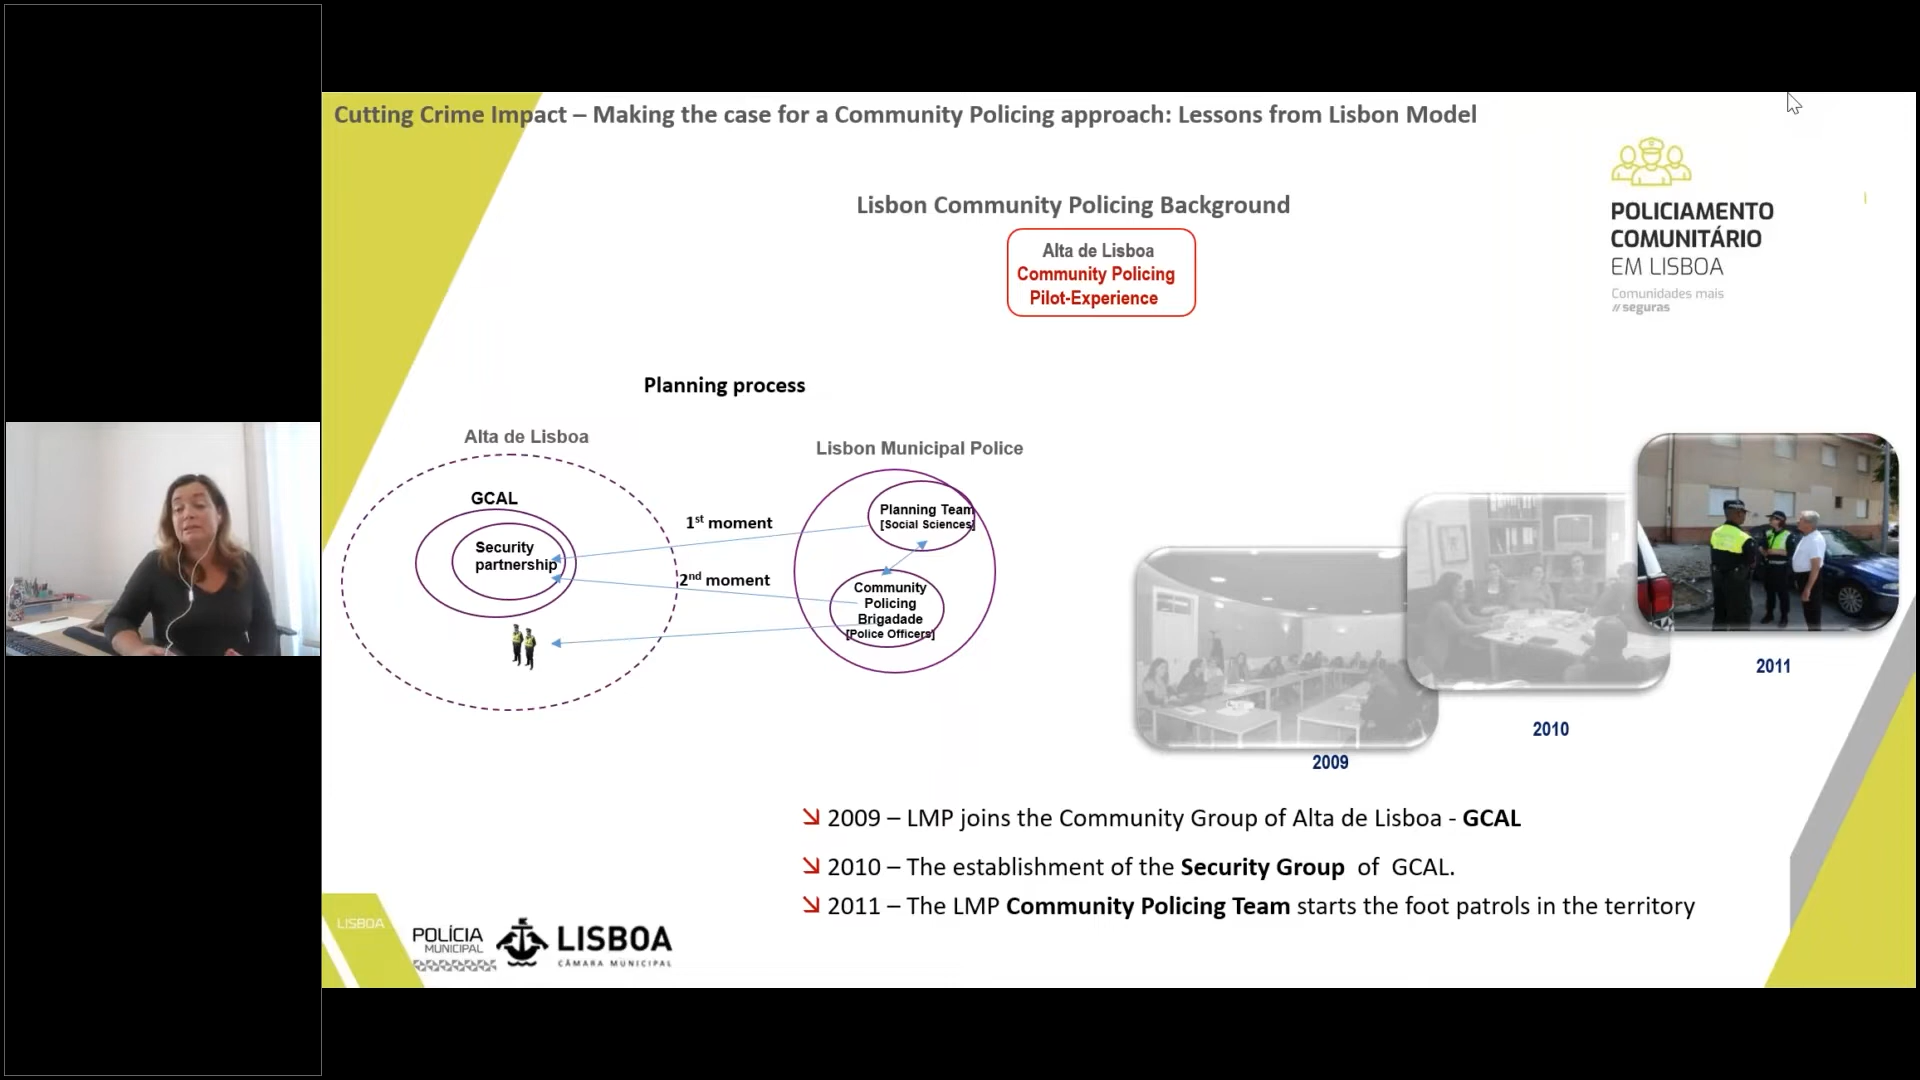 Cutting Crime Impact – Making the case for a Community Policing approach: Lessons from Lisbon Model
Lisbon Community Policing Background
Alta de Lisboa
Community Policing
Pilot-Experience
POLICIAMENTO
COMUNITÁRIO
EM LISBOA
Comunidades mais
//seguras
Planning process
Alta de Lisboa
GCAL
Security
partnership
1st moment
2nd moment
Lisbon Municipal Police
Planning Team
[Social Sciences]
Community
Policing
Brigadade
[Police Officers]
2009
2010
2011
2009 – LMP joins the Community Group of Alta de Lisboa - GCAL
2010 – The establishment of the Security Group of GCAL.
2011 – The LMP Community Policing Team starts the foot patrols in the territory
LISBOA
POLÍCIA
MUNICIPAL
LISBOA
CÂMARA MUNICIPAL